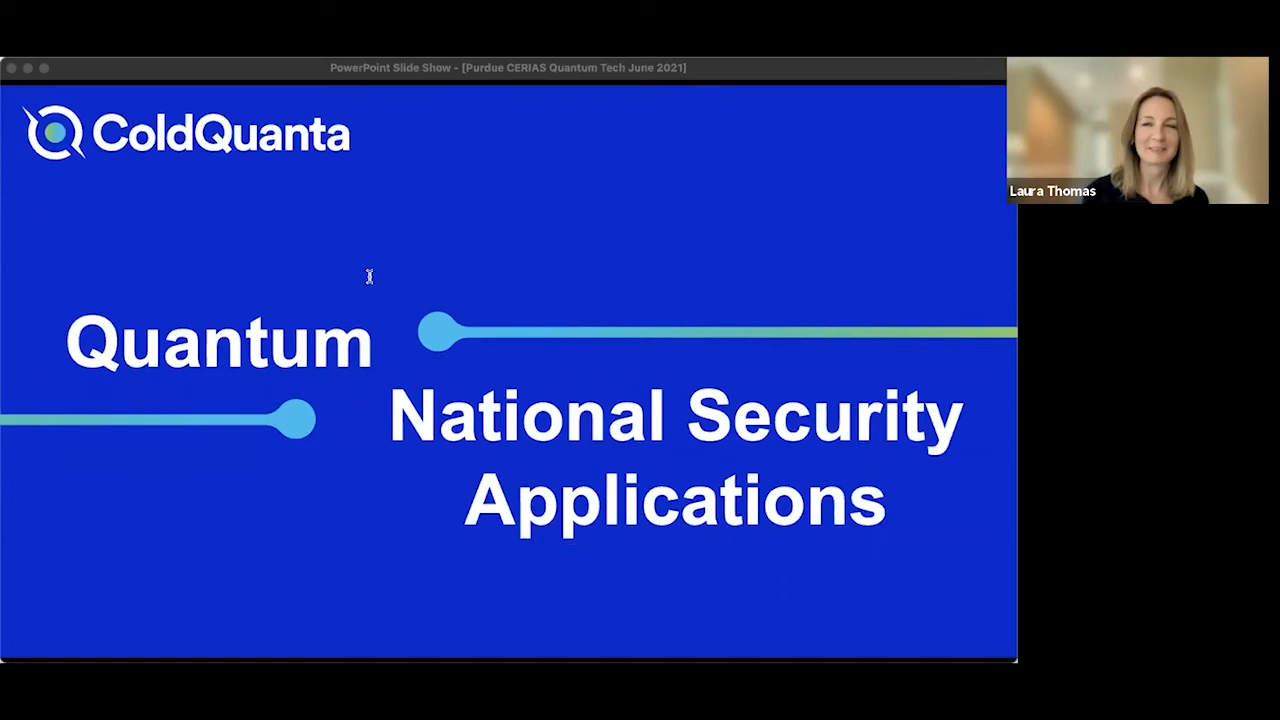 PowerPoint Slide Show - [Purdue CERIAS Quantum Tech June 2021]
ColdQuanta
Laura Thomas
Quantum
National Security
Applications